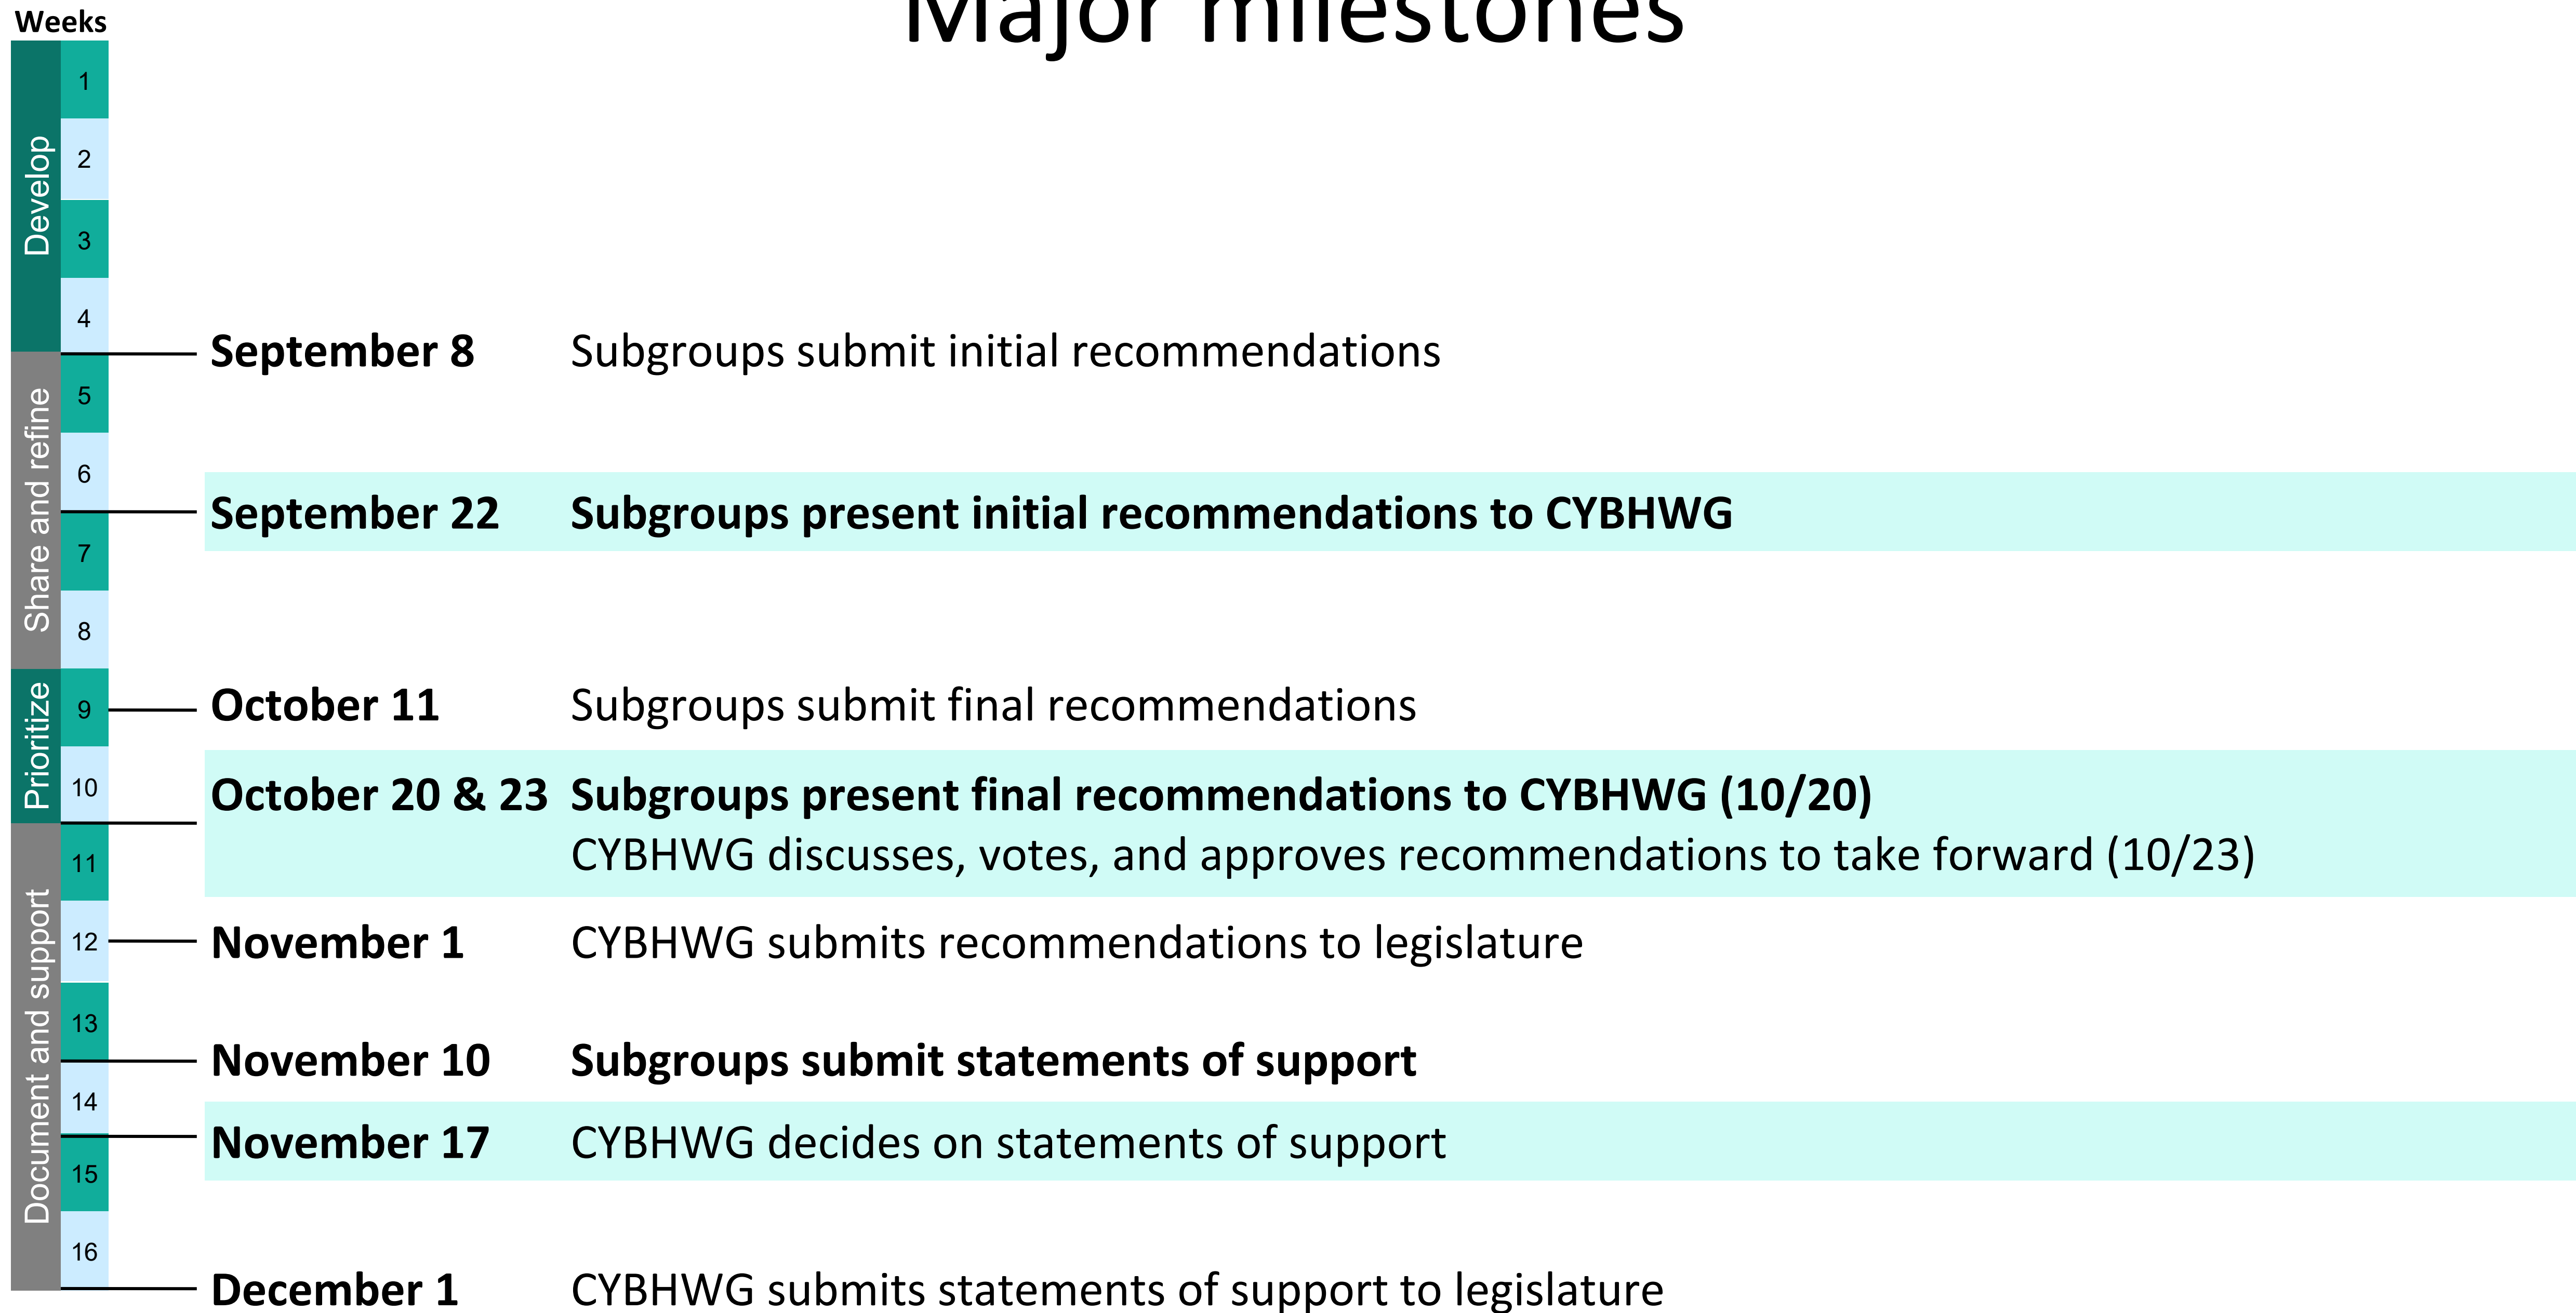 Major milestones
Weeks
Develop
Share and refine
Prioritize
Document and support
1
2
3
4
5
6
7
8
9
10
11
12
13
14
15
16
September 8 Subgroups submit initial recommendations
September 22 Subgroups present initial recommendations to CYBHWG
October 11 Subgroups submit final recommendations
October 20 & 23 Subgroups present final recommendations to CYBHWG (10/20)
CYBHWG discusses, votes, and approves recommendations to take forward (10/23)
November 1 CYBHWG submits recommendations to legislature
November 10 Subgroups submit statements of support
November 17 CYBHWG decides on statements of support
December 1 CYBHWG submits statements of support to legislature